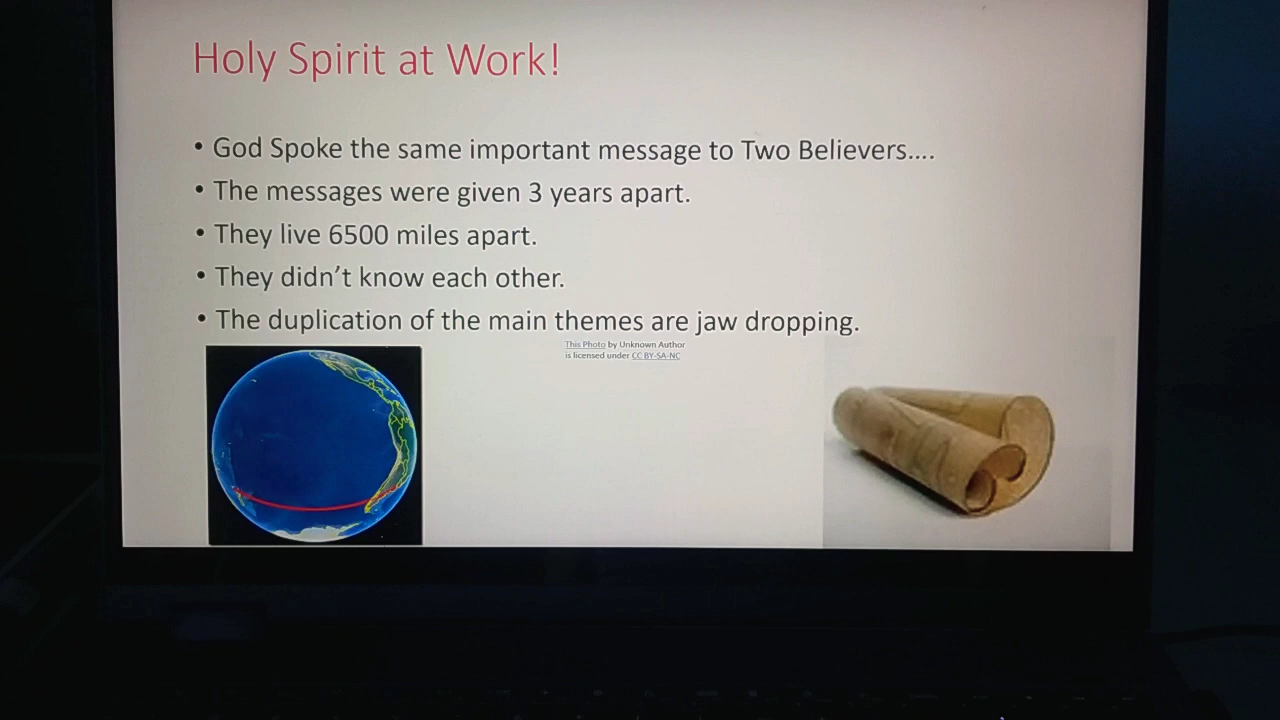 Holy Spirit at Work!
• God Spoke the same important message to Two Believers....
• The messages were given 3 years apart.
• They live 6500 miles apart.
• They didn't know each other.
• The duplication of the main themes are jaw dropping.
This Photo by Unknown Author
is licensed under CC BY-SA-NC